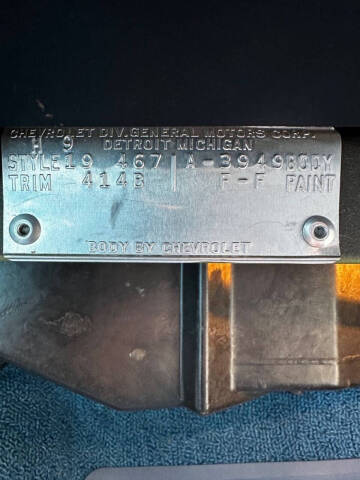 CHEVROLET DIV. GENERAL MOTORS CORP.
H 9 DETROIT MICHIGAN
STYLE 19 467 A-3949 BODY
TRIM 414B F-F PAINT
BODY BY CHEVROLET